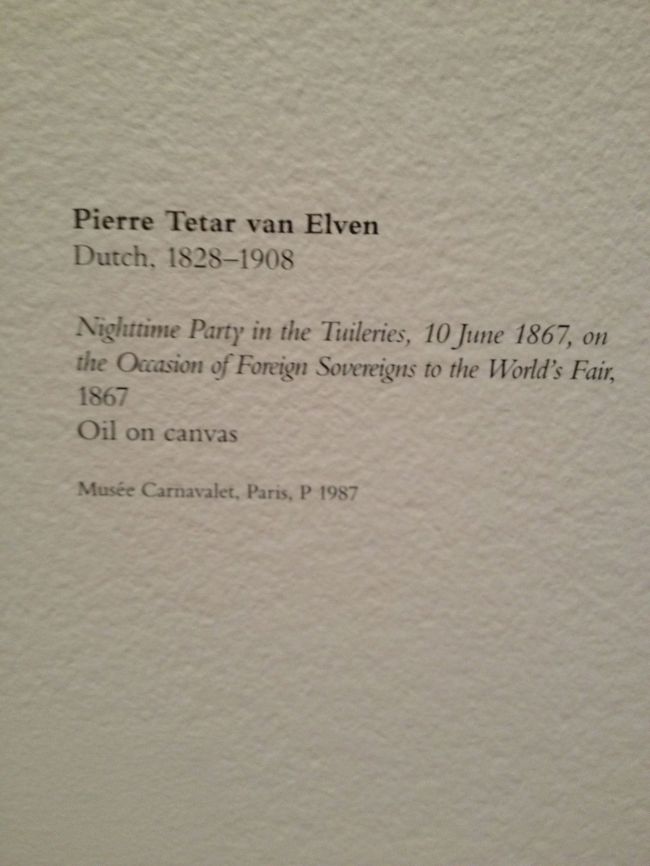 Pierre Tetar van Elven
Dutch, 1828–1908
Nighttime Party in the Tuileries, 10 June 1867, on
the Occasion of Foreign Sovereigns to the World's Fair,
1867
Oil on canvas
Musée Carnavalet, Paris, P 1987